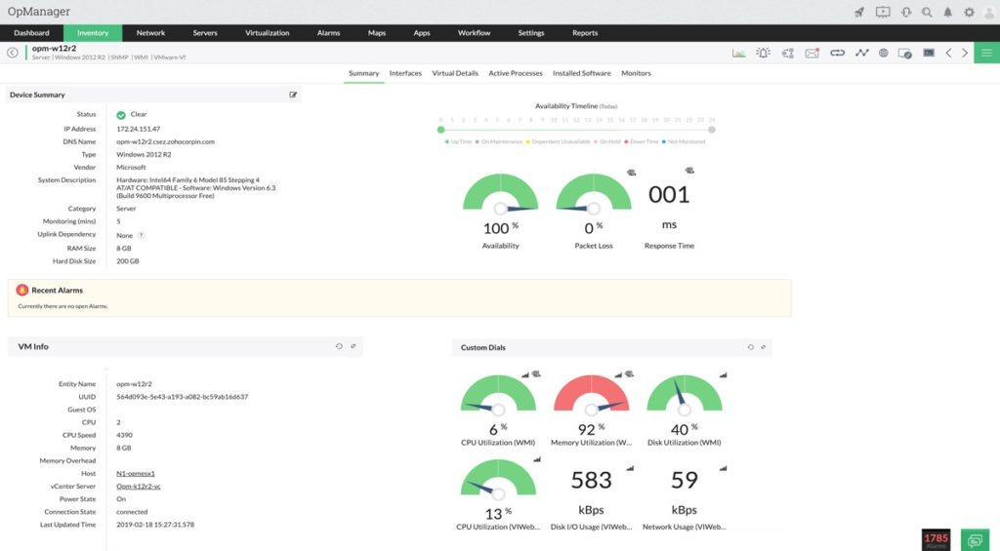 OpManager
Dashboard Inventory Network Servers Virtualization Alarms Maps Apps Workflow Settings Reports
opm-w12r2
Server | Windows 2012 R2 | SNMP | WMI | VMware-Vf
Summary Interfaces Virtual Details Active Processes Installed Software Monitors
Device Summary
Status Clear
IP Address 172.24.151.47
DNS Name opm-w12r2.csez.zohocorpin.com
Type Windows 2012 R2
Vendor Microsoft
System Description Hardware: Intel64 Family 6 Model 85 Stepping 4
AT/AT COMPATIBLE - Software: Windows Version 6.3
(Build 9600 Multiprocessor Free)
Category Server
Monitoring (mins) 5
Uplink Dependency None ?
RAM Size 8 GB
Hard Disk Size 200 GB
Availability Timeline (Today)
0 1 2 3 4 5 6 7 8 9 10 11 12 13 14 15 16 17 18 19 20 21 22 23 24
Up Time On Maintenance Dependent Unavailable On Hold Down Time Not Monitored
100 % 0 % 001
ms
Availability Packet Loss Response Time
Recent Alarms
Currently there are no open Alarms.
VM Info
Entity Name opm-w12r2
UUID 564d093e-5e43-a193-a082-bc59ab16d637
Guest OS
CPU 2
CPU Speed 4390
Memory 8 GB
Memory Overhead
Host N1-opmesx1
vCenter Server Opm-k12r2-vc
Power State On
Connection State connected
Last Updated Time 2019-02-18 15:27:31.578
Custom Dials
6 % 92 % 40 %
CPU Utilization (WMI) Memory Utilization (W... Disk Utilization (WMI)
13 % 583 59
kBps kBps
CPU Utilization (VIWeb... Disk I/O Usage (VIWeb... Network Usage (VIWeb...
1785
Alarms